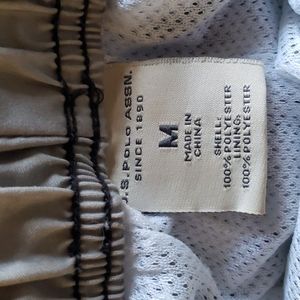 U.S. POLO ASSN.
SINCE 1890
M
MADE IN
CHINA
SHELL:
100% POLYESTER
LINING:
100% POLYESTER